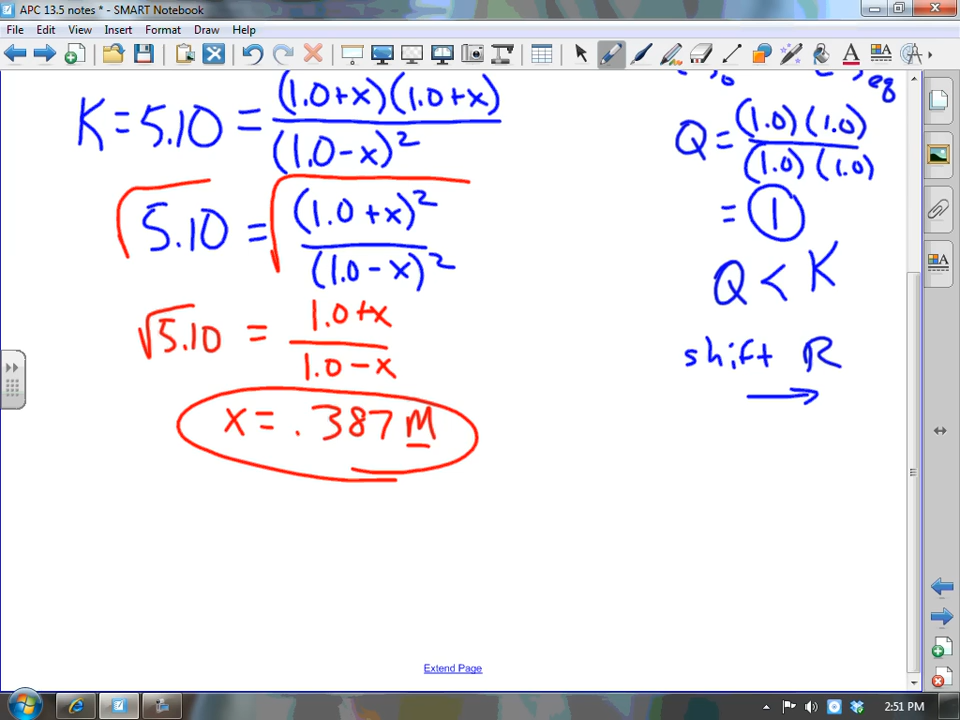 APC 13.5 notes * - SMART Notebook
File Edit View Insert Format Draw Help
K = 5.10 = (1.0+x)(1.0+x)
(1.0-x)²
√5.10 = √(1.0+x)²
(1.0-x)²
√5.10 = 1.0+x
1.0-x
x = .387 M
eq
Q = (1.0)(1.0)
(1.0)(1.0)
= 1
Q < K
shift R
→
Extend Page
2:51 PM